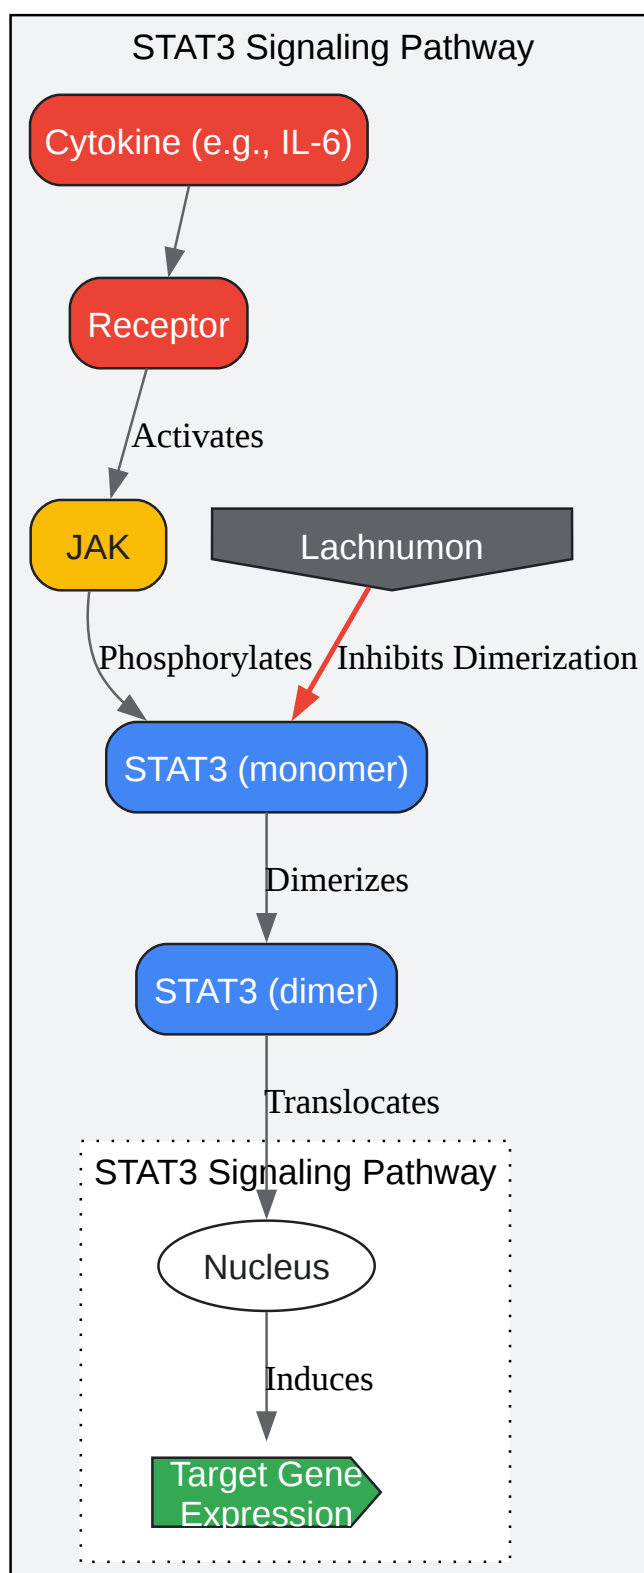 STAT3 Signaling Pathway
Cytokine (e.g., IL-6)
Receptor
Activates
JAK
Lachnumon
Phosphorylates
Inhibits Dimerization
STAT3 (monomer)
Dimerizes
STAT3 (dimer)
Translocates
STAT3 Signaling Pathway
Nucleus
Induces
Target Gene
Expression